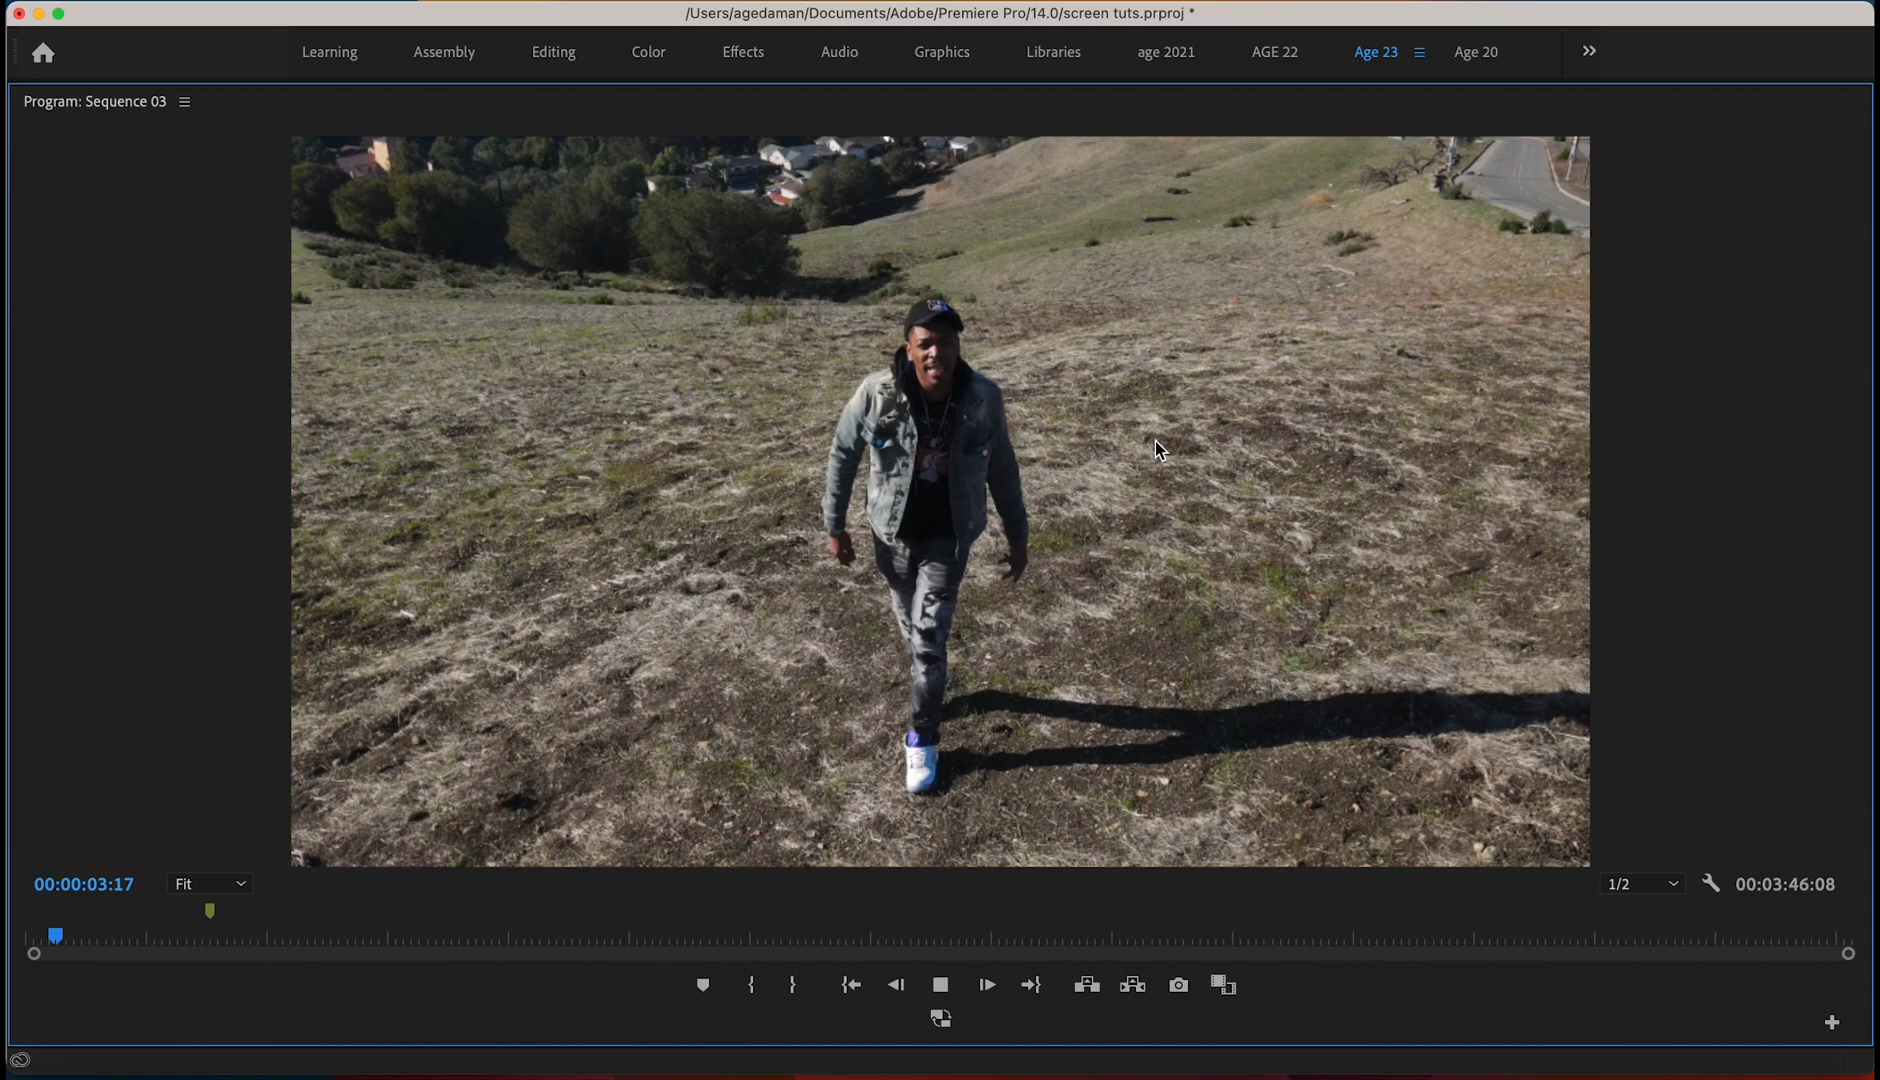 /Users/agedaman/Documents/Adobe/Premiere Pro/14.0/screen tuts.prproj *
Learning Assembly Editing Color Effects Audio Graphics Libraries age 2021 AGE 22 Age 23 Age 20
Program: Sequence 03
00:00:03:17 Fit 1/2 00:03:46:08